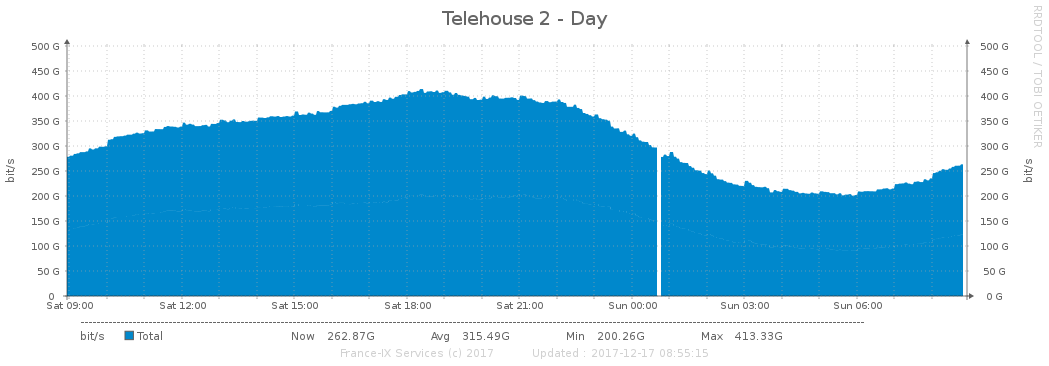 Telehouse 2 - Day
RRDTOOL / TOBI OETIKER
bit/s
bit/s
500 G 500 G
450 G 450 G
400 G 400 G
350 G 350 G
300 G 300 G
250 G 250 G
200 G 200 G
150 G 150 G
100 G 100 G
50 G 50 G
0 0 G
Sat 09:00 Sat 12:00 Sat 15:00 Sat 18:00 Sat 21:00 Sun 00:00 Sun 03:00 Sun 06:00
bit/s Total Now 262.87G Avg 315.49G Min 200.26G Max 413.33G
France-IX Services (c) 2017 Updated : 2017-12-17 08:55:15